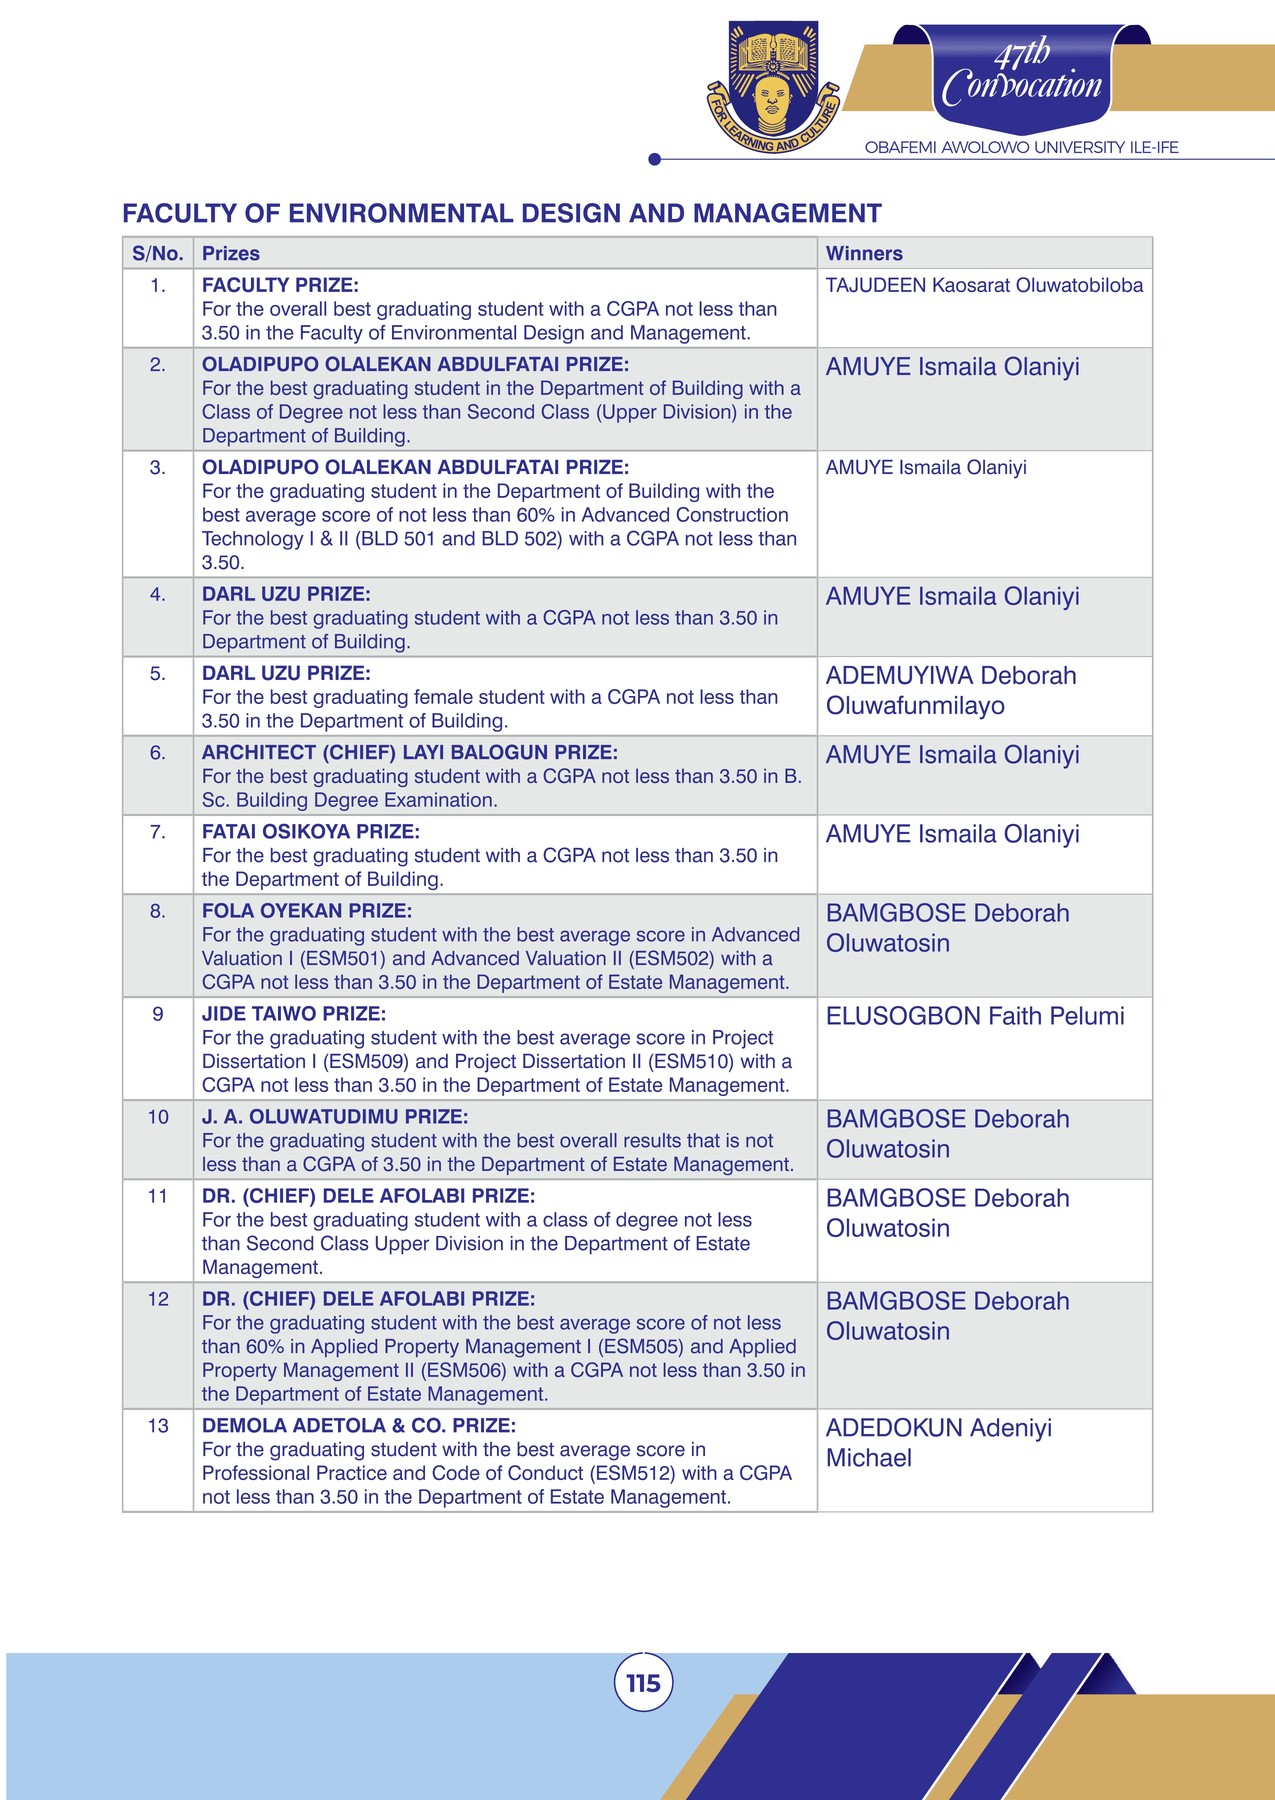 FOR LEARNING AND CULTURE
47th
Convocation
OBAFEMI AWOLOWO UNIVERSITY ILE-IFE
FACULTY OF ENVIRONMENTAL DESIGN AND MANAGEMENT
S/No. Prizes Winners
1. FACULTY PRIZE: TAJUDEEN Kaosarat Oluwatobiloba
For the overall best graduating student with a CGPA not less than
3.50 in the Faculty of Environmental Design and Management.
2. OLADIPUPO OLALEKAN ABDULFATAI PRIZE: AMUYE Ismaila Olaniyi
For the best graduating student in the Department of Building with a
Class of Degree not less than Second Class (Upper Division) in the
Department of Building.
3. OLADIPUPO OLALEKAN ABDULFATAI PRIZE: AMUYE Ismaila Olaniyi
For the graduating student in the Department of Building with the
best average score of not less than 60% in Advanced Construction
Technology I & II (BLD 501 and BLD 502) with a CGPA not less than
3.50.
4. DARL UZU PRIZE: AMUYE Ismaila Olaniyi
For the best graduating student with a CGPA not less than 3.50 in
Department of Building.
5. DARL UZU PRIZE: ADEMUYIWA Deborah
For the best graduating female student with a CGPA not less than Oluwafunmilayo
3.50 in the Department of Building.
6. ARCHITECT (CHIEF) LAYI BALOGUN PRIZE: AMUYE Ismaila Olaniyi
For the best graduating student with a CGPA not less than 3.50 in B.
Sc. Building Degree Examination.
7. FATAI OSIKOYA PRIZE: AMUYE Ismaila Olaniyi
For the best graduating student with a CGPA not less than 3.50 in
the Department of Building.
8. FOLA OYEKAN PRIZE: BAMGBOSE Deborah
For the graduating student with the best average score in Advanced Oluwatosin
Valuation I (ESM501) and Advanced Valuation II (ESM502) with a
CGPA not less than 3.50 in the Department of Estate Management.
9 JIDE TAIWO PRIZE: ELUSOGBON Faith Pelumi
For the graduating student with the best average score in Project
Dissertation I (ESM509) and Project Dissertation II (ESM510) with a
CGPA not less than 3.50 in the Department of Estate Management.
10 J. A. OLUWATUDIMU PRIZE: BAMGBOSE Deborah
For the graduating student with the best overall results that is not Oluwatosin
less than a CGPA of 3.50 in the Department of Estate Management.
11 DR. (CHIEF) DELE AFOLABI PRIZE: BAMGBOSE Deborah
For the best graduating student with a class of degree not less Oluwatosin
than Second Class Upper Division in the Department of Estate
Management.
12 DR. (CHIEF) DELE AFOLABI PRIZE: BAMGBOSE Deborah
For the graduating student with the best average score of not less Oluwatosin
than 60% in Applied Property Management I (ESM505) and Applied
Property Management II (ESM506) with a CGPA not less than 3.50 in
the Department of Estate Management.
13 DEMOLA ADETOLA & CO. PRIZE: ADEDOKUN Adeniyi
For the graduating student with the best average score in Michael
Professional Practice and Code of Conduct (ESM512) with a CGPA
not less than 3.50 in the Department of Estate Management.
115